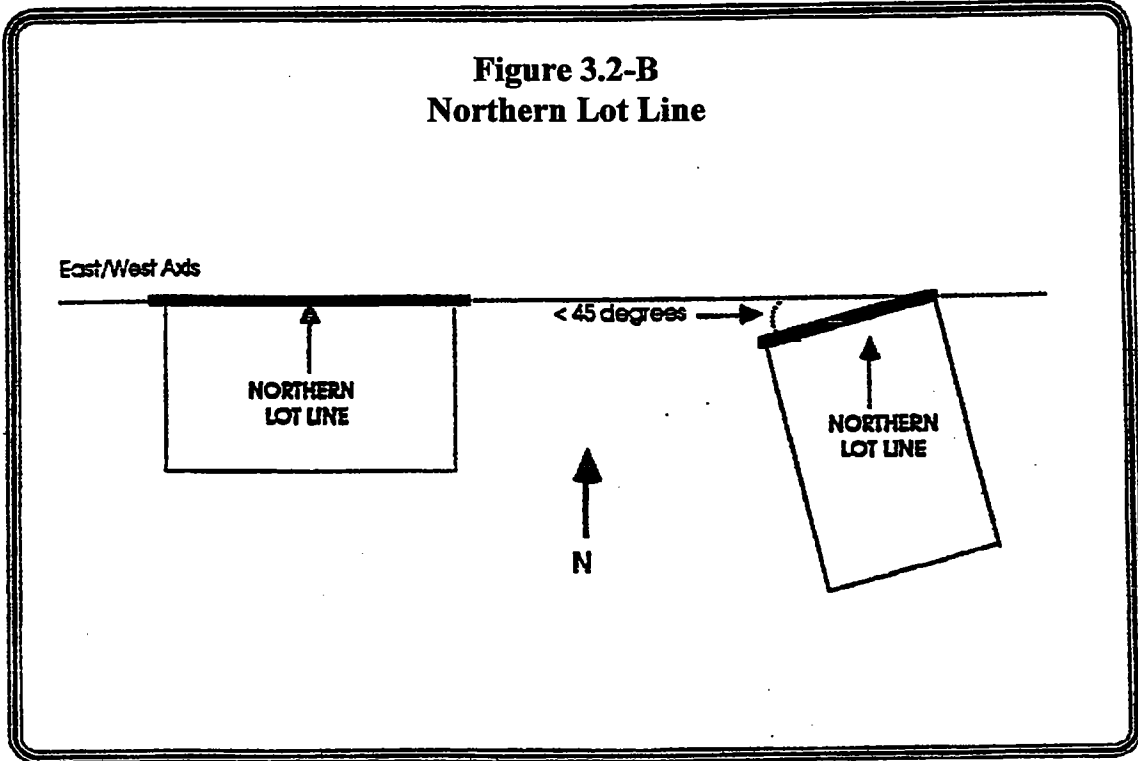 Figure 3.2-B
Northern Lot Line
East/West Axis
< 45 degrees
NORTHERN
LOT LINE
NORTHERN
LOT LINE
N